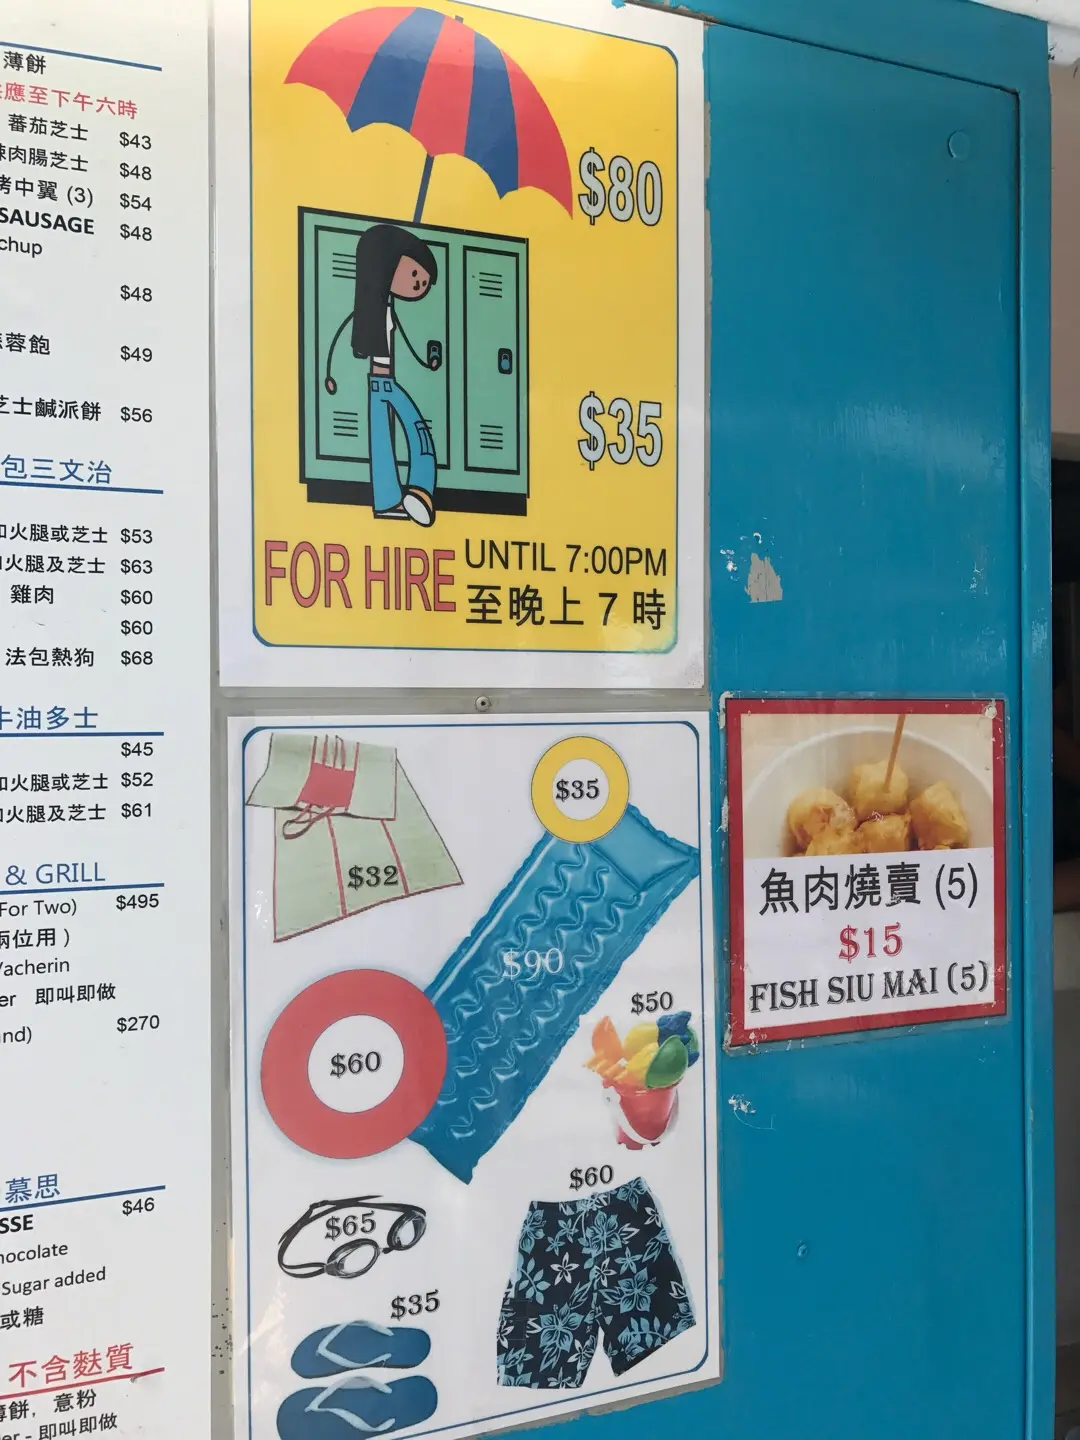 薄餅
應至下午六時
蕃茄芝士 $43
肉腸芝士 $48
中翼 (3) $54
SAUSAGE $48
chup
$48
蓉飽 $49
芝士鹹派餅 $56
包三文治
火腿或芝士 $53
火腿及芝士 $63
雞肉 $60
$60
法包熱狗 $68
牛油多士
$45
火腿或芝士 $52
火腿及芝士 $61
& GRILL
For Two) $495
兩位用)
Vacherin
er 即叫即做
nd) $270
慕思
SSE $46
hocolate
Sugar added
或糖
不含麩質
薄餅, 意粉
er - 即叫即做
$80
$35
FOR HIRE UNTIL 7:00PM
至晚上 7 時
$35
$32
$90
$50
$60
$60
$65
$35
魚肉燒賣 (5)
$15
FISH SIU MAI (5)